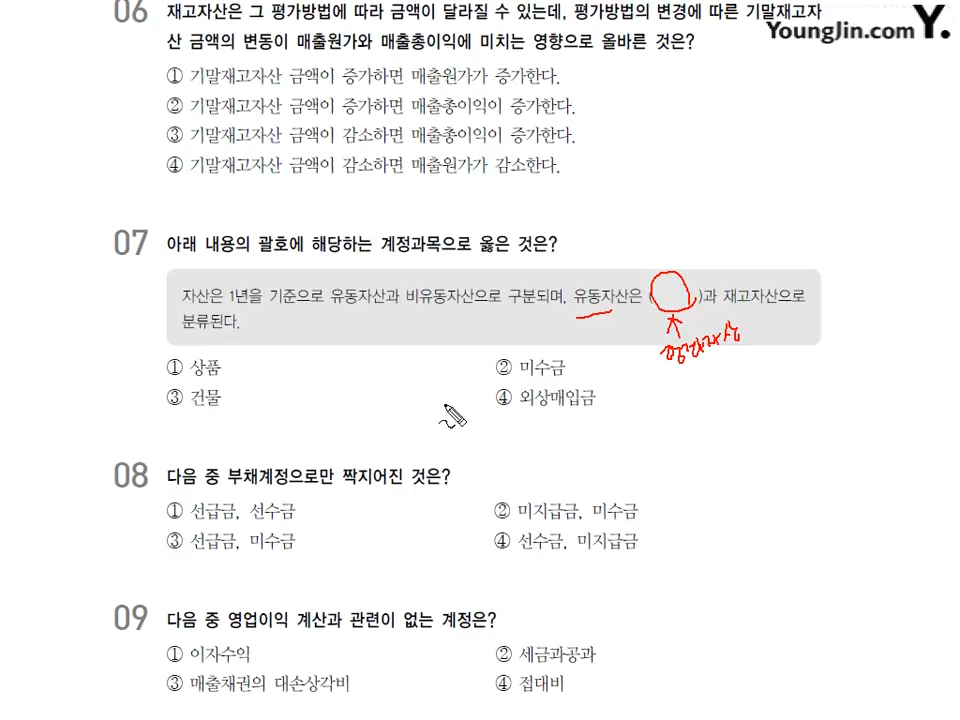 06 재고자산은 그 평가방법에 따라 금액이 달라질 수 있는데, 평가방법의 변경에 따른 기말재고자
산 금액의 변동이 매출원가와 매출총이익에 미치는 영향으로 올바른 것은?
YoungJin.com Y.
① 기말재고자산 금액이 증가하면 매출원가가 증가한다.
② 기말재고자산 금액이 증가하면 매출총이익이 증가한다.
③ 기말재고자산 금액이 감소하면 매출총이익이 증가한다.
④ 기말재고자산 금액이 감소하면 매출원가가 감소한다.
07 아래 내용의 괄호에 해당하는 계정과목으로 옳은 것은?
자산은 1년을 기준으로 유동자산과 비유동자산으로 구분되며, 유동자산은 ( )과 재고자산으로
분류된다.
당좌자산
① 상품 ② 미수금
③ 건물 ④ 외상매입금
08 다음 중 부채계정으로만 짝지어진 것은?
① 선급금, 선수금 ② 미지급금, 미수금
③ 선급금, 미수금 ④ 선수금, 미지급금
09 다음 중 영업이익 계산과 관련이 없는 계정은?
① 이자수익 ② 세금과공과
③ 매출채권의 대손상각비 ④ 접대비